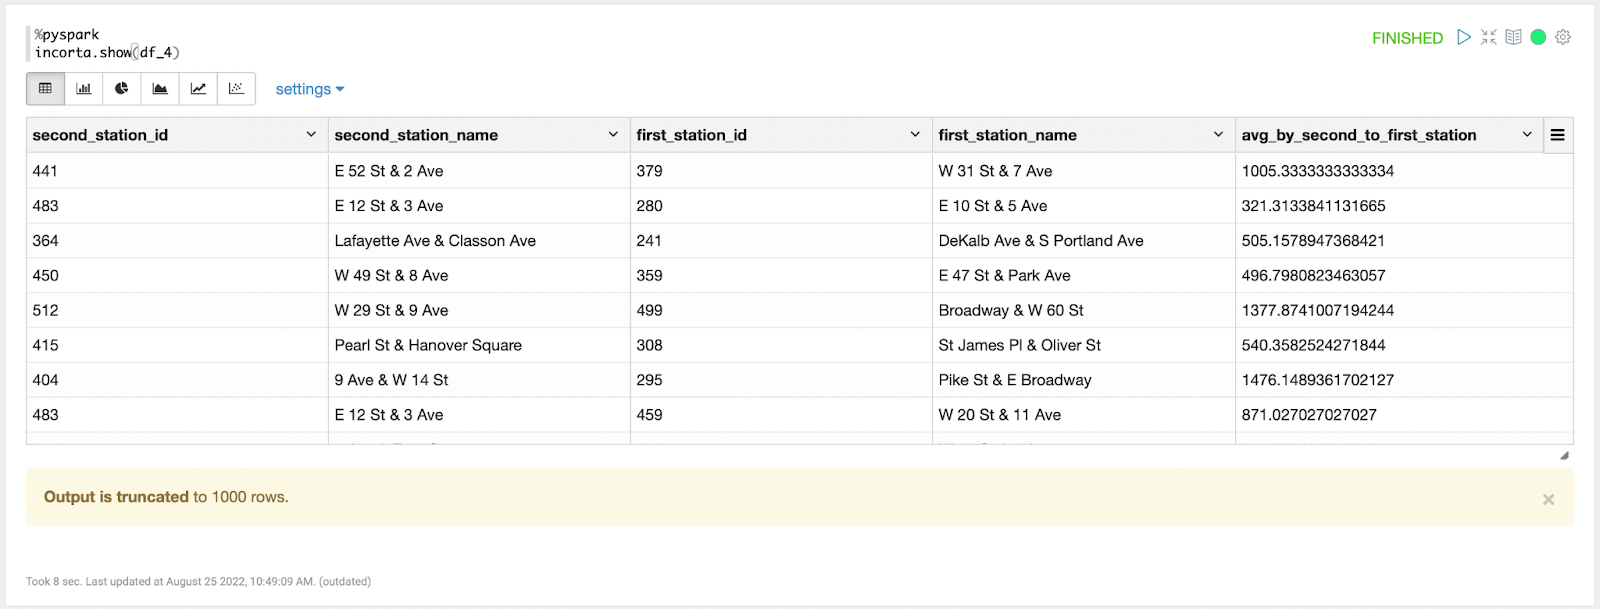 %pyspark
incorta.show(df_4)
FINISHED
settings
second_station_id second_station_name first_station_id first_station_name avg_by_second_to_first_station
441 E 52 St & 2 Ave 379 W 31 St & 7 Ave 1005.3333333333334
483 E 12 St & 3 Ave 280 E 10 St & 5 Ave 321.3133841131665
364 Lafayette Ave & Classon Ave 241 DeKalb Ave & S Portland Ave 505.1578947368421
450 W 49 St & 8 Ave 359 E 47 St & Park Ave 496.7980823463057
512 W 29 St & 9 Ave 499 Broadway & W 60 St 1377.8741007194244
415 Pearl St & Hanover Square 308 St James Pl & Oliver St 540.3582524271844
404 9 Ave & W 14 St 295 Pike St & E Broadway 1476.1489361702127
483 E 12 St & 3 Ave 459 W 20 St & 11 Ave 871.027027027027
Output is truncated to 1000 rows.
Took 8 sec. Last updated at August 25 2022, 10:49:09 AM. (outdated)